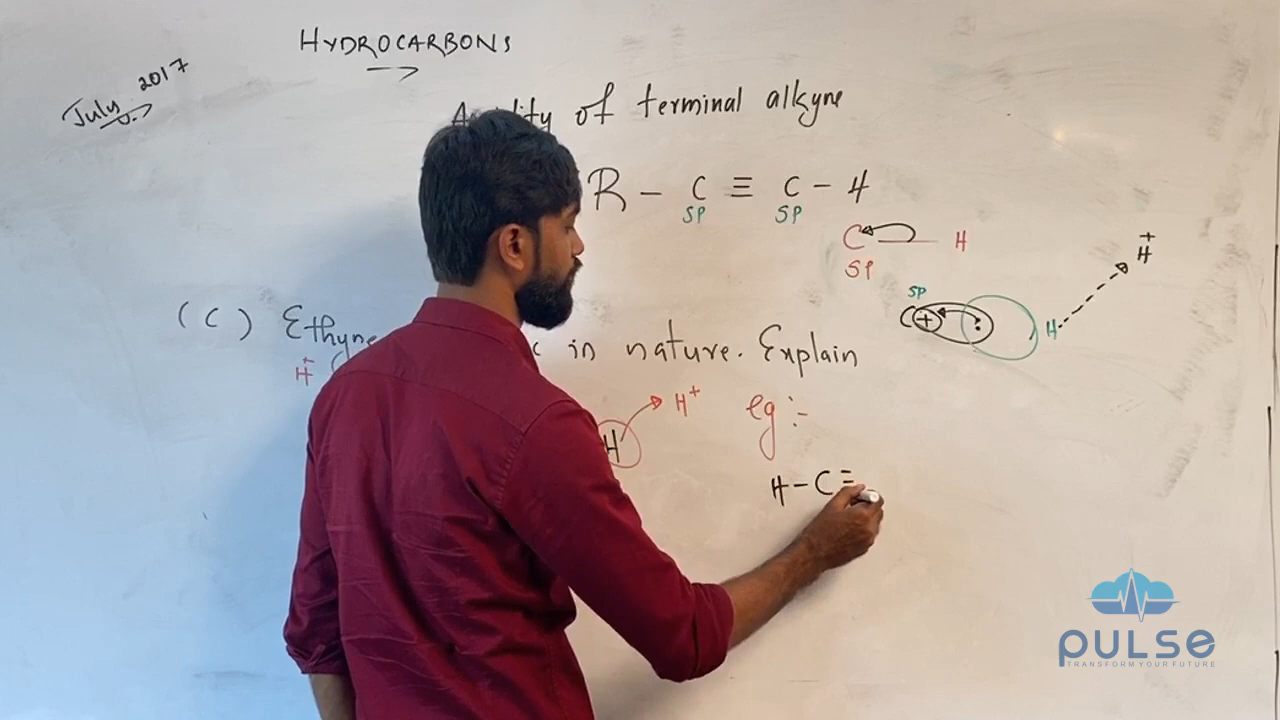 HYDROCARBONS
July 2017
of terminal alkyne
R - C ≡ C - H
SP SP
C H
SP
H+
SP
C + : H
(C) Ethyne in nature. Explain
H+
H H+ eg :-
H - C ≡
PULSE
TRANSFORM YOUR FUTURE